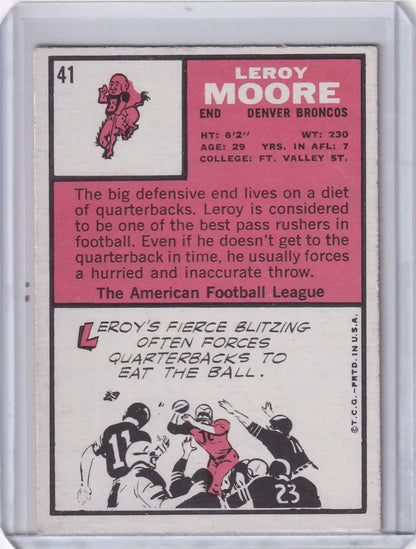 41
LEROY
MOORE
END DENVER BRONCOS
HT: 6'2" WT: 230
AGE: 29 YRS. IN AFL: 7
COLLEGE: FT. VALLEY ST.
The big defensive end lives on a diet
of quarterbacks. Leroy is considered
to be one of the best pass rushers in
football. Even if he doesn't get to the
quarterback in time, he usually forces
a hurried and inaccurate throw.
The American Football League
LEROY'S FIERCE BLITZING
OFTEN FORCES
QUARTERBACKS TO
EAT THE BALL.
11
12
23
©T.C.G.–PRTD. IN U.S.A.